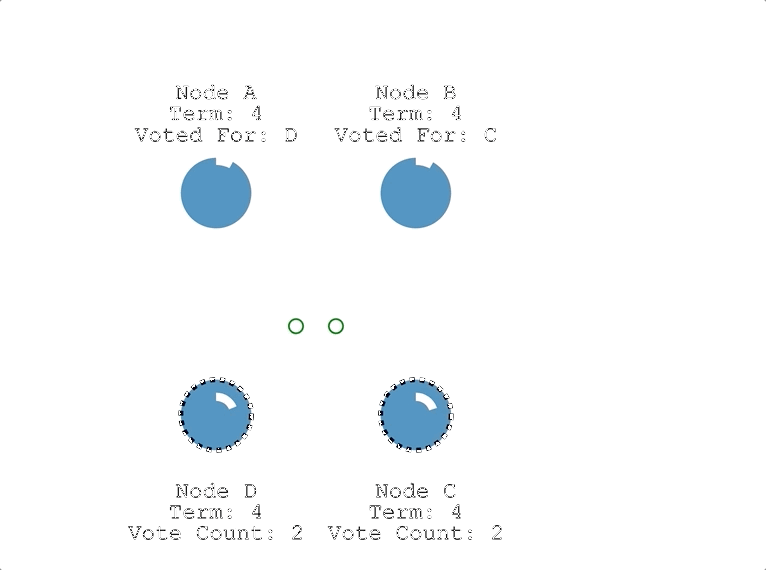 Node A
Term: 4
Voted For: D
Node B
Term: 4
Voted For: C
Node D
Term: 4
Vote Count: 2
Node C
Term: 4
Vote Count: 2